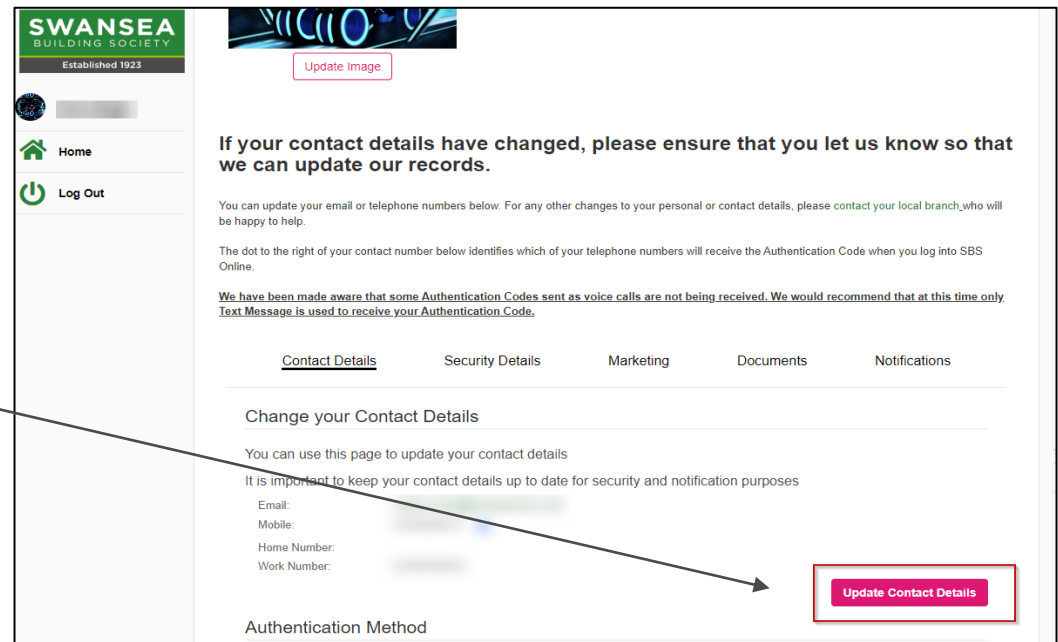 SWANSEA
BUILDING SOCIETY
Established 1923
Update Image
Home
Log Out
If your contact details have changed, please ensure that you let us know so that
we can update our records.
You can update your email or telephone numbers below. For any other changes to your personal or contact details, please contact your local branch who will
be happy to help.
The dot to the right of your contact number below identifies which of your telephone numbers will receive the Authentication Code when you log into SBS
Online.
We have been made aware that some Authentication Codes sent as voice calls are not being received. We would recommend that at this time only
Text Message is used to receive your Authentication Code.
Contact Details Security Details Marketing Documents Notifications
Change your Contact Details
You can use this page to update your contact details
It is important to keep your contact details up to date for security and notification purposes
Email:
Mobile:
Home Number:
Work Number:
Update Contact Details
Authentication Method